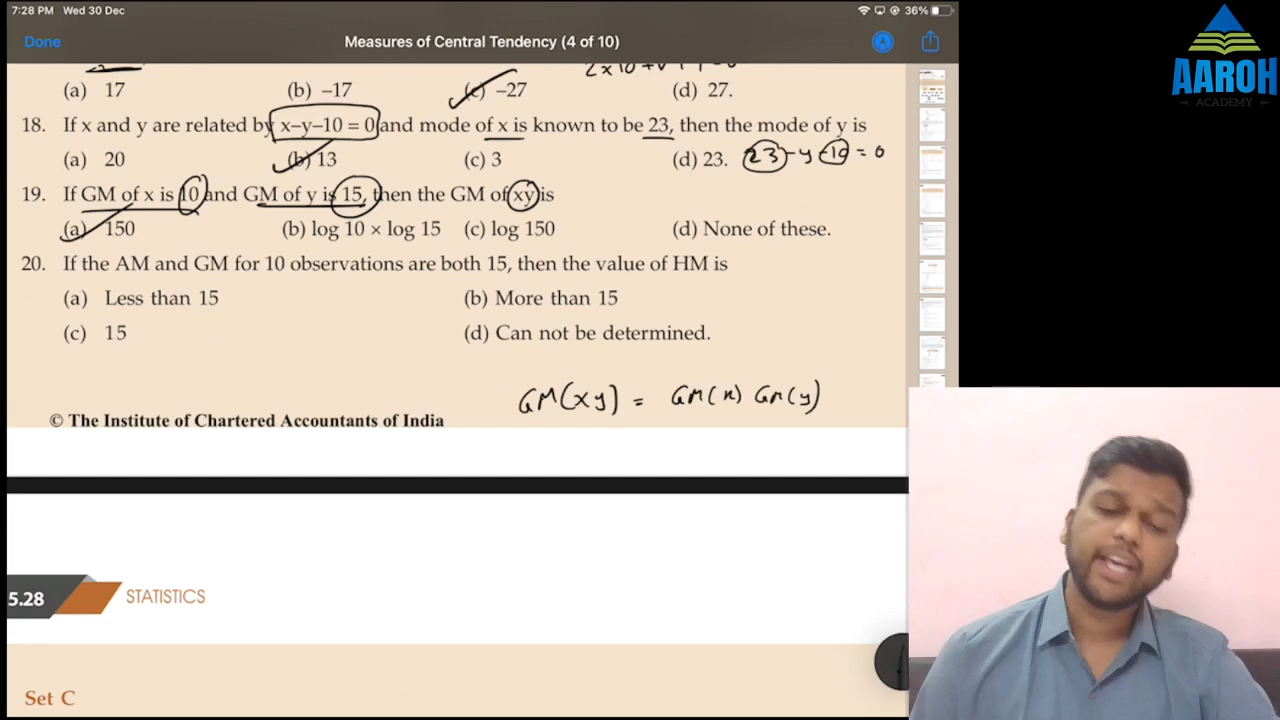 7:28 PM Wed 30 Dec
36%
Done
Measures of Central Tendency (4 of 10)
AAROH
ACADEMY
(a) 17 (b) –17 (c) –27 (d) 27.
18. If x and y are related by x–y–10 = 0 and mode of x is known to be 23, then the mode of y is
(a) 20 (b) 13 (c) 3 (d) 23. 23 - y - 10 = 0
19. If GM of x is 10 and GM of y is 15, then the GM of xy is
(a) 150 (b) log 10 × log 15 (c) log 150 (d) None of these.
20. If the AM and GM for 10 observations are both 15, then the value of HM is
(a) Less than 15 (b) More than 15
(c) 15 (d) Can not be determined.
GM(xy) = GM(x) GM(y)
© The Institute of Chartered Accountants of India
5.28 STATISTICS
Set C